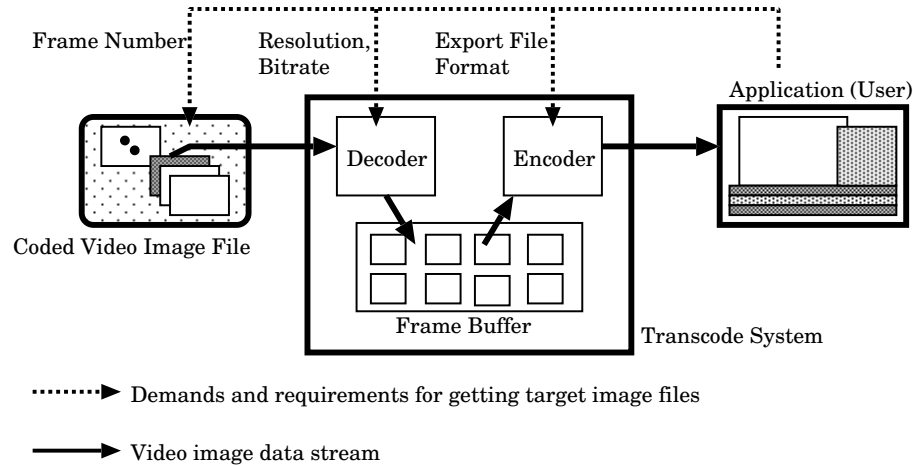 Frame Number
Resolution,
Bitrate
Export File
Format
Application (User)
Decoder
Encoder
Coded Video Image File
Frame Buffer
Transcode System
Demands and requirements for getting target image files
Video image data stream